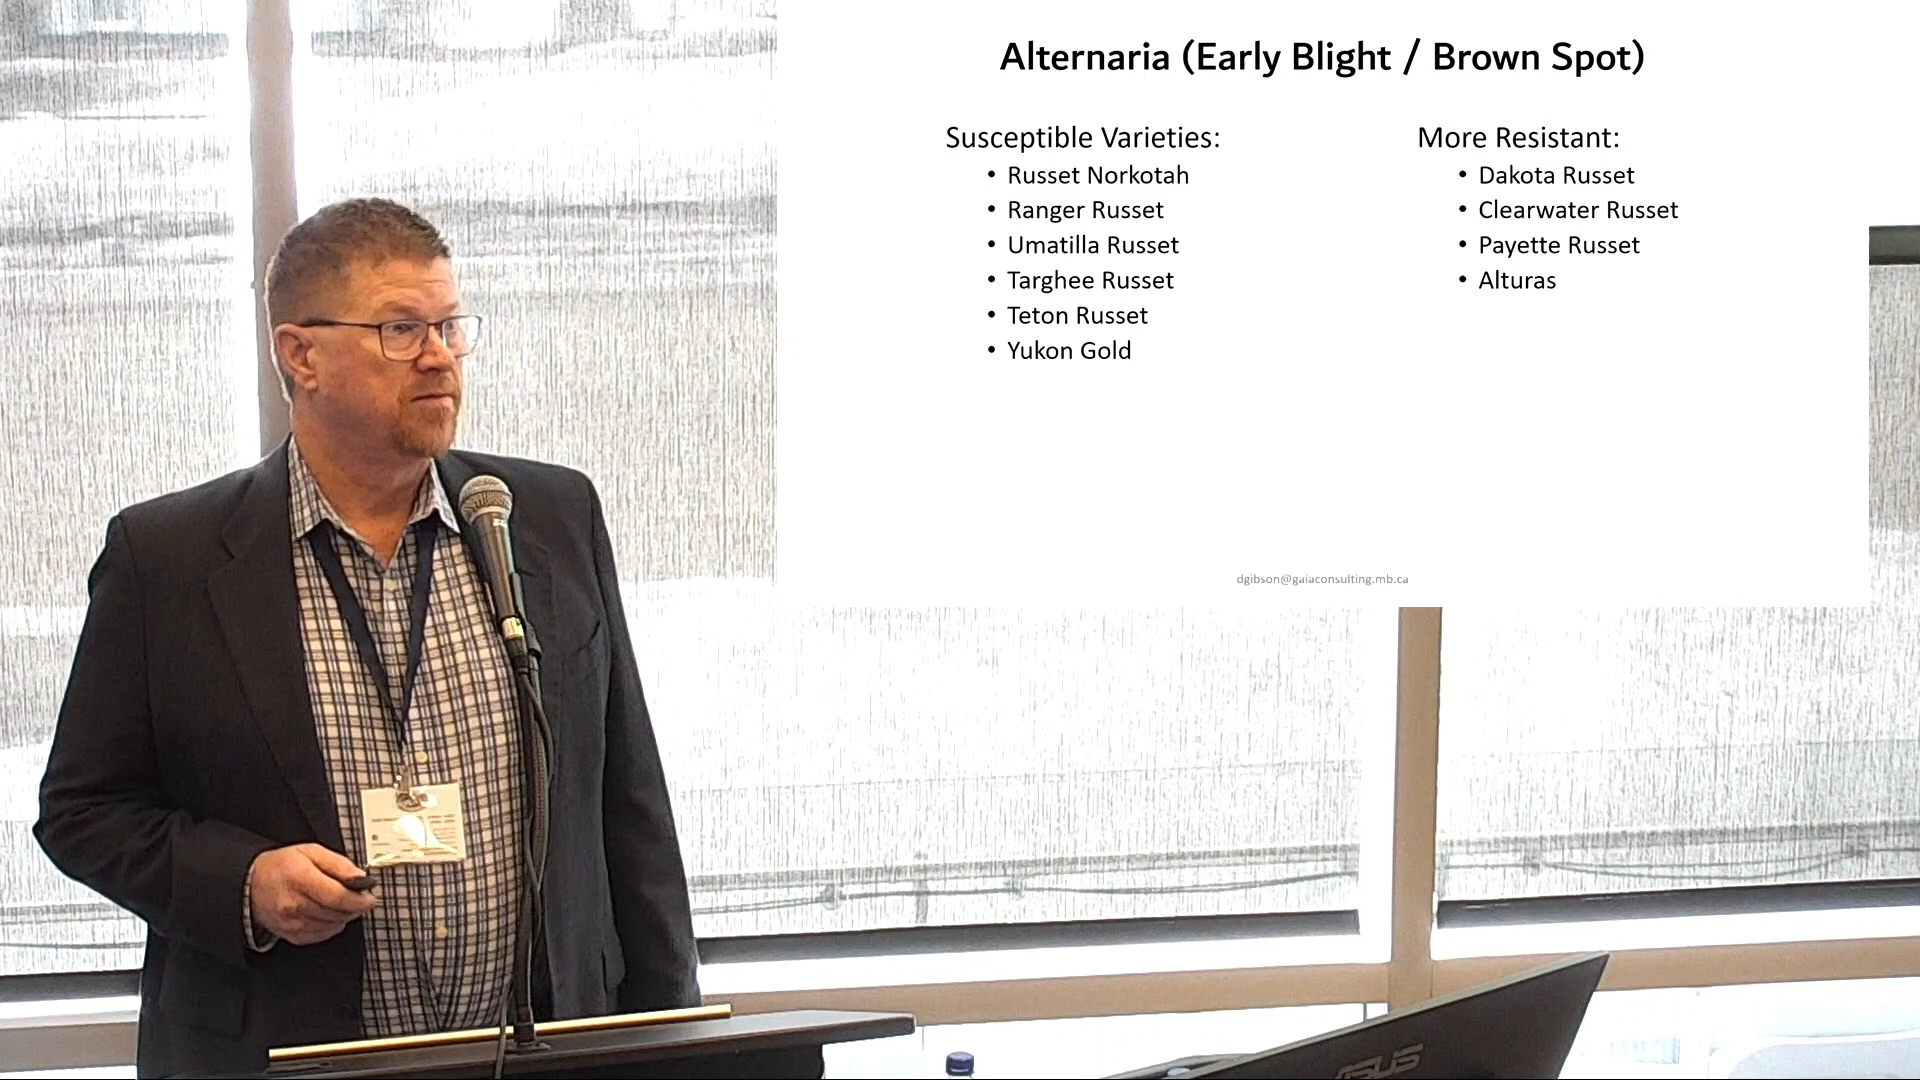 Alternaria (Early Blight / Brown Spot)
Susceptible Varieties:
• Russet Norkotah
• Ranger Russet
• Umatilla Russet
• Targhee Russet
• Teton Russet
• Yukon Gold
More Resistant:
• Dakota Russet
• Clearwater Russet
• Payette Russet
• Alturas
dgibson@gaiaconsulting.mb.ca
ASUS